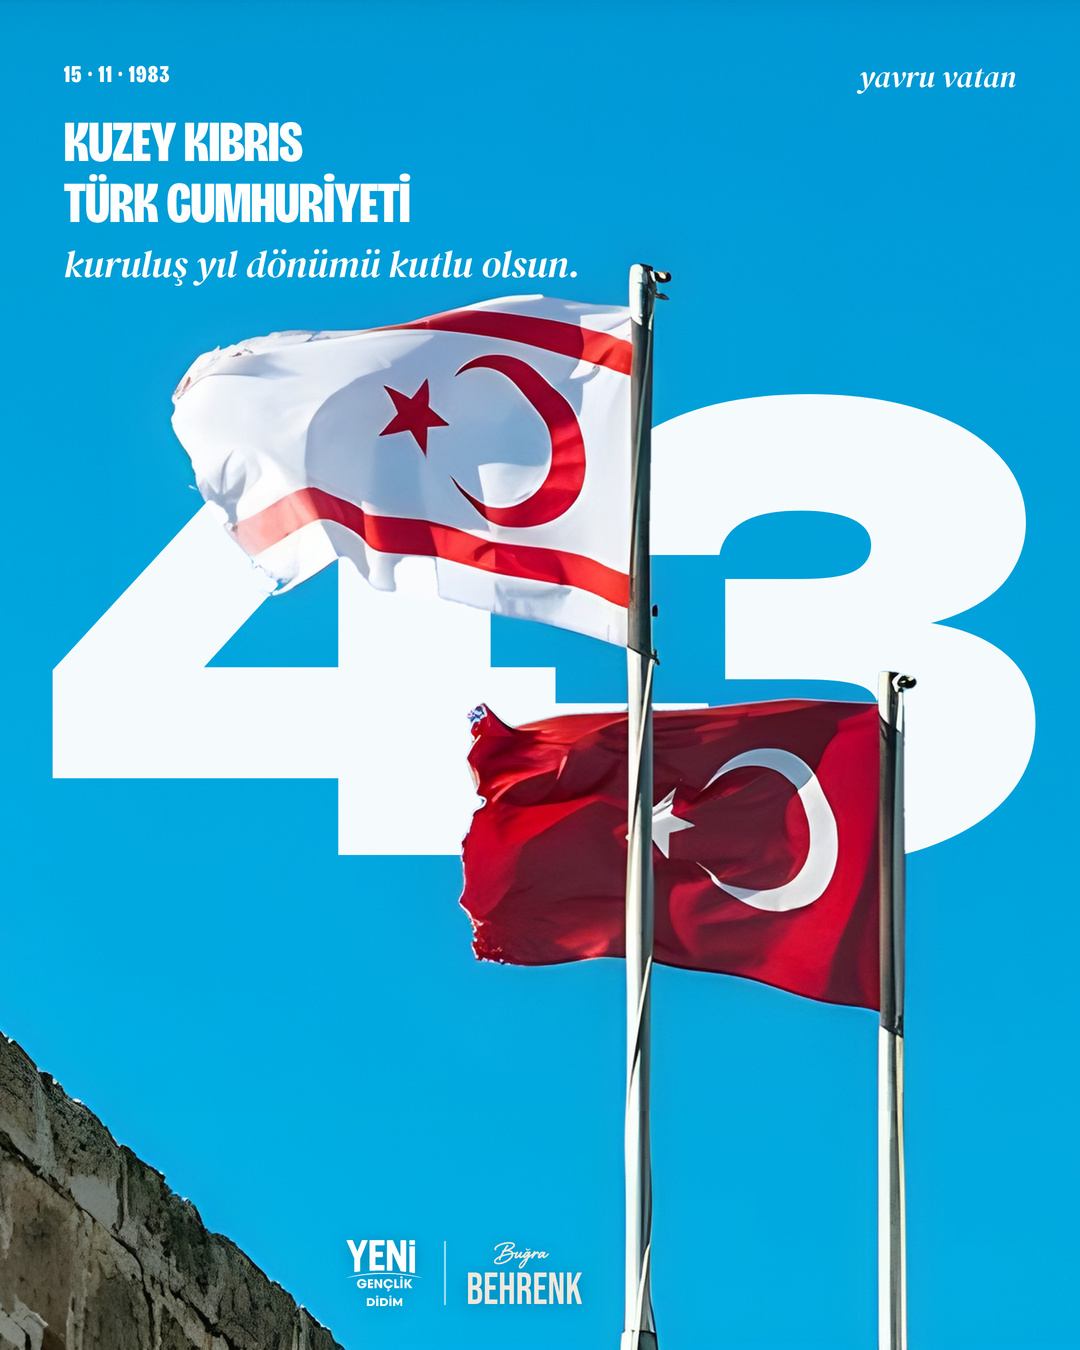 15 · 11 · 1983
yavru vatan
KUZEY KIBRIS
TÜRK CUMHURİYETİ
kuruluş yıl dönümü kutlu olsun.
43
YENİ
GENÇLİK
DİDİM
Buğra
BEHRENK